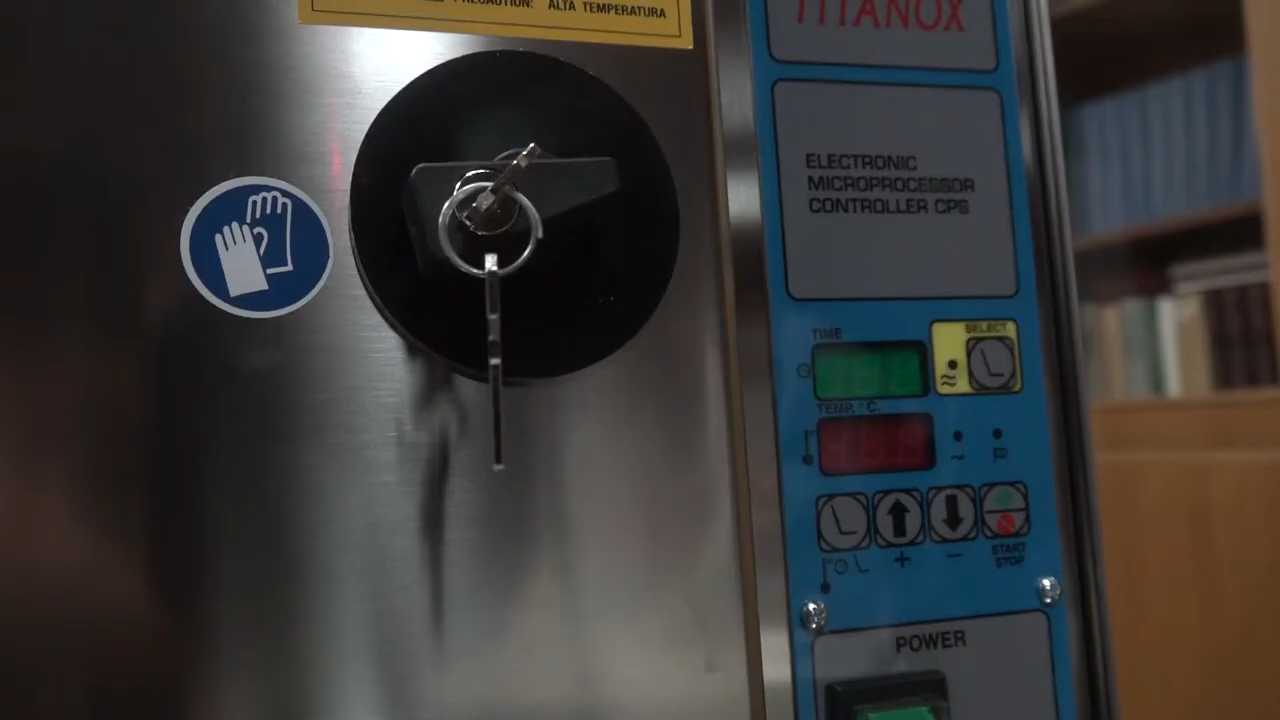 PRECAUTION: ALTA TEMPERATURA
TITANOX
ELECTRONIC
MICROPROCESSOR
CONTROLLER CPS
TIME
SELECT
TEMP. °C.
+
−
START
STOP
POWER